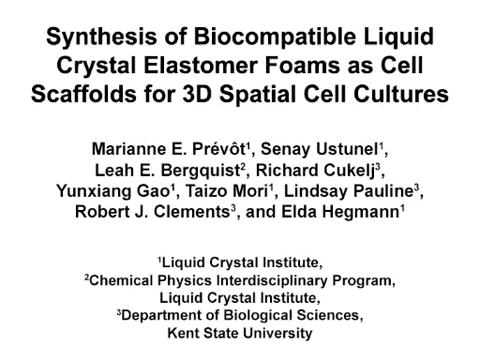 Synthesis of Biocompatible Liquid
Crystal Elastomer Foams as Cell
Scaffolds for 3D Spatial Cell Cultures
Marianne E. Prévôt¹, Senay Ustunel¹,
Leah E. Bergquist², Richard Cukelj³,
Yunxiang Gao¹, Taizo Mori¹, Lindsay Pauline³,
Robert J. Clements³, and Elda Hegmann¹
¹Liquid Crystal Institute,
²Chemical Physics Interdisciplinary Program,
Liquid Crystal Institute,
³Department of Biological Sciences,
Kent State University